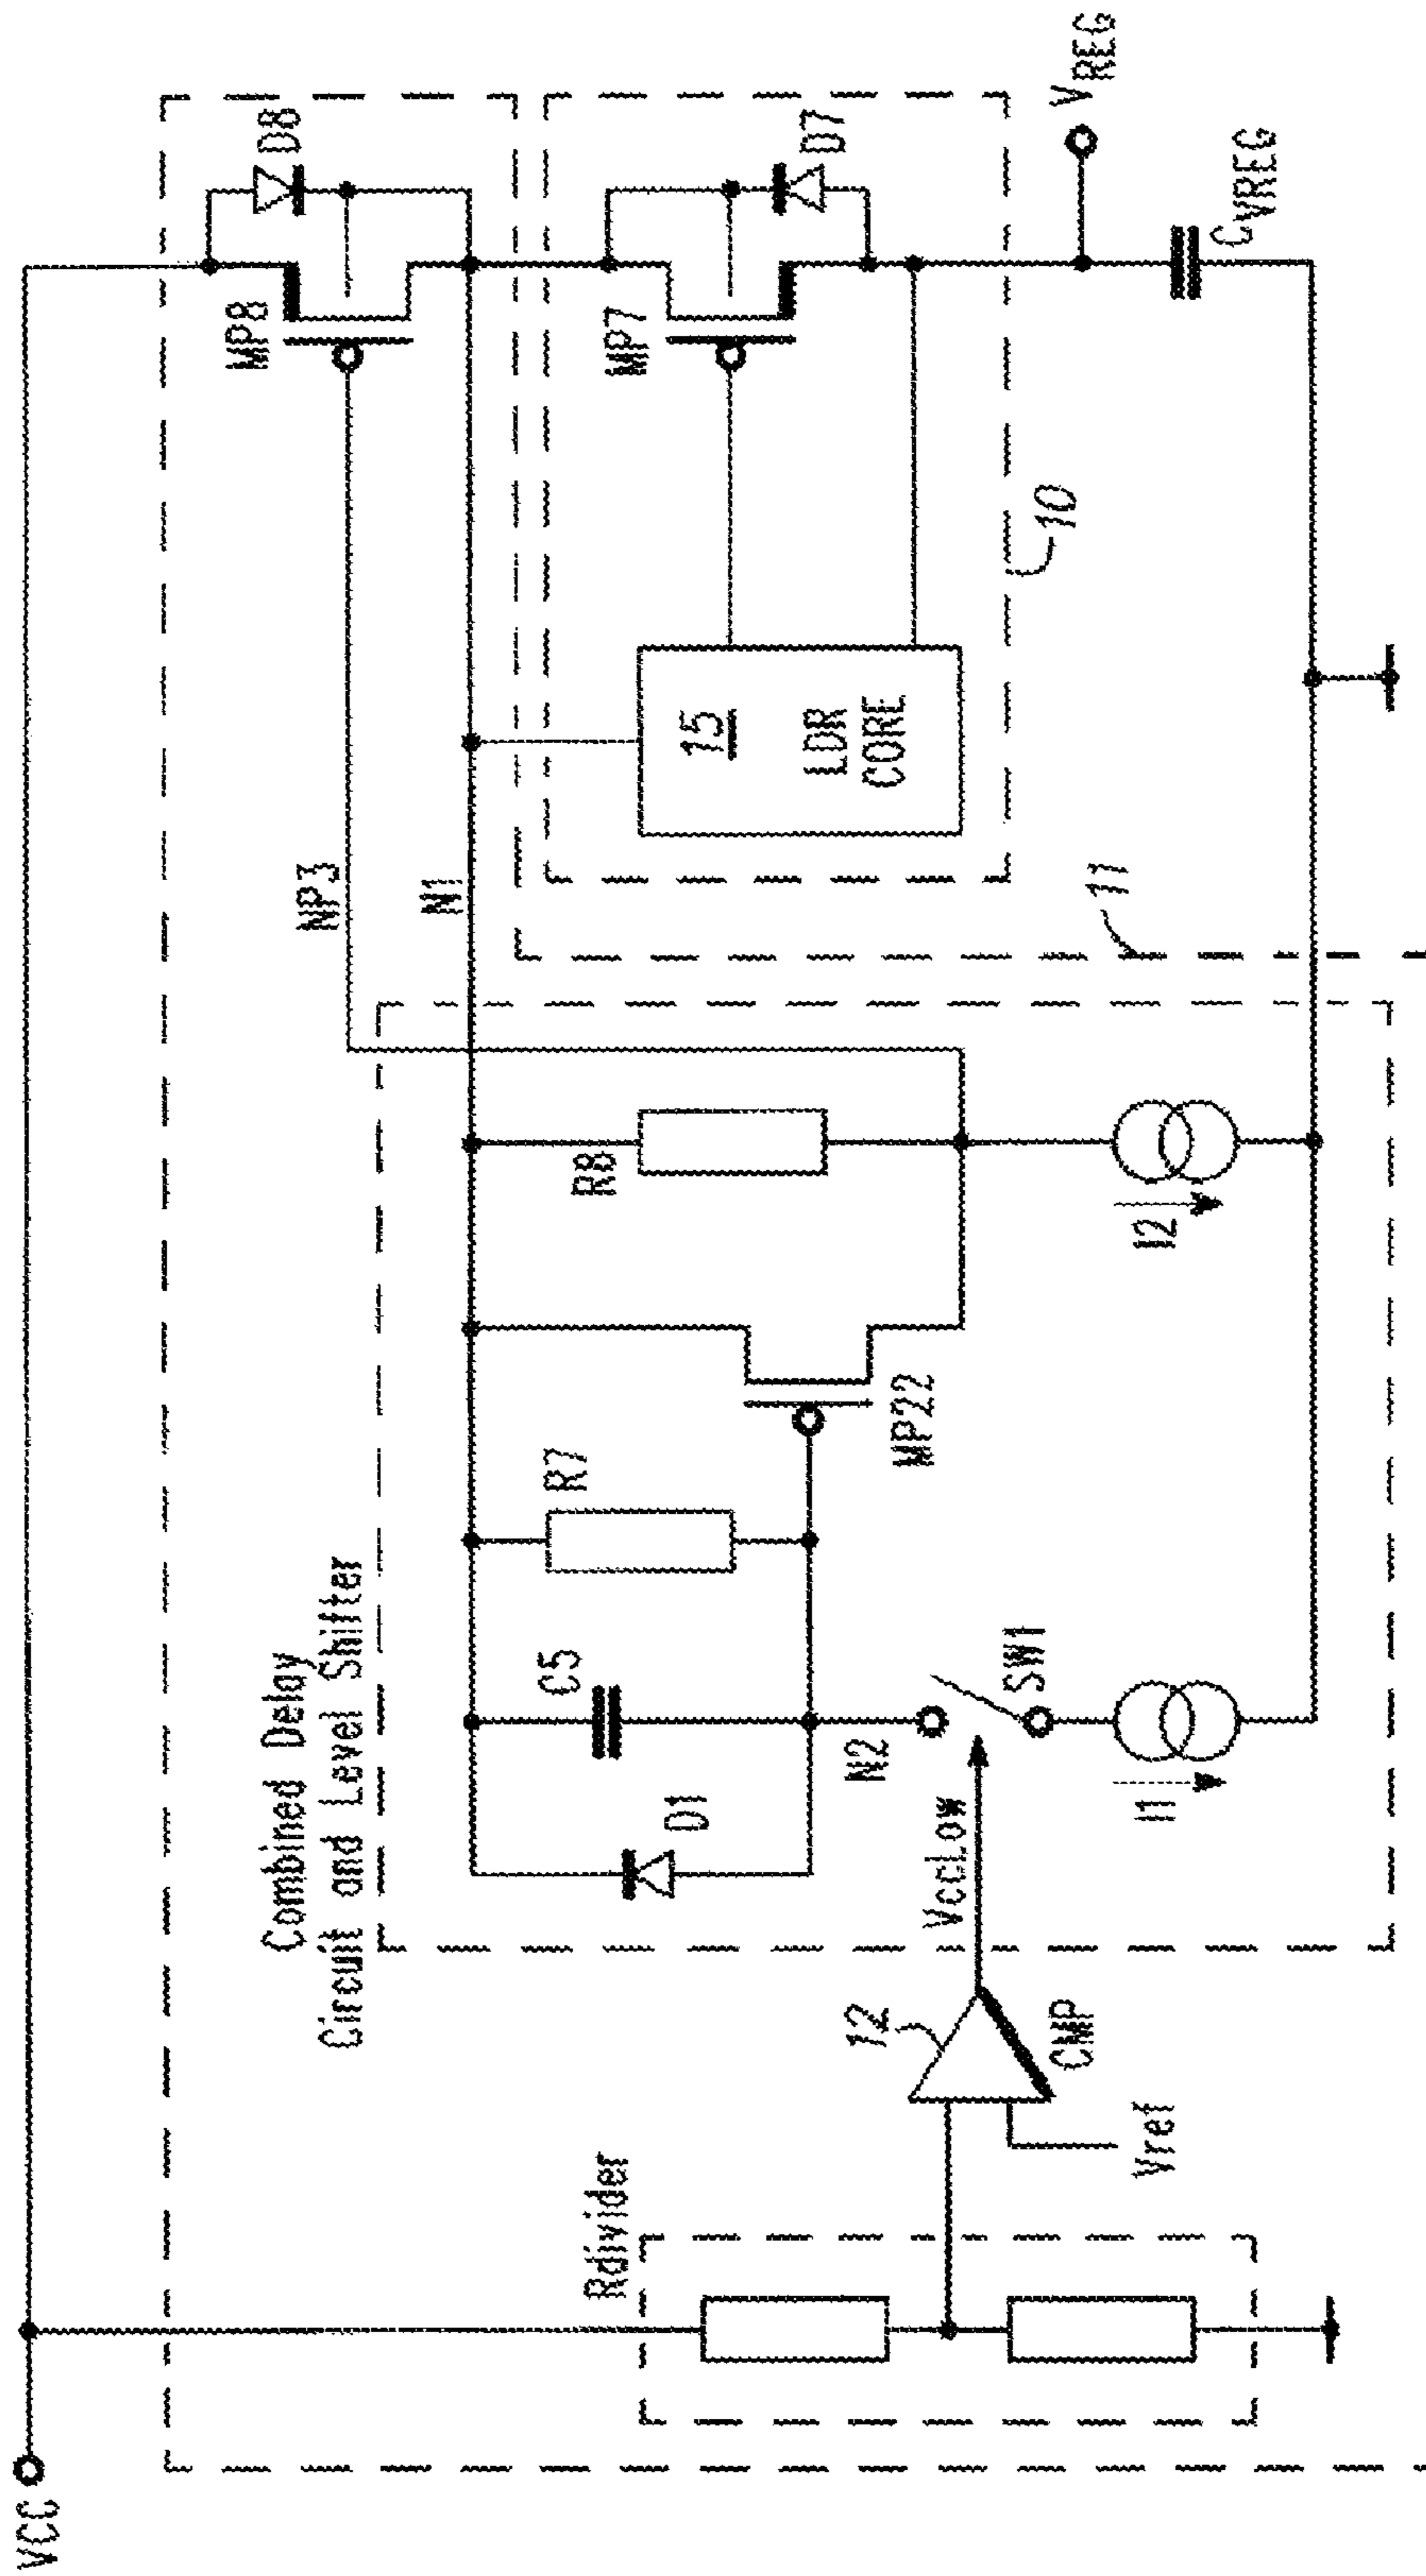 VCC
Rdivider
Vref
12
CMP
VccLow
Combined Delay
Circuit and Level Shifter
D1
C5
R7
N2
SW1
I1
MP22
R8
I2
NP3
N1
11
15
LDR
CORE
10
MP8
D8
MP7
D7
VREG
CVREG